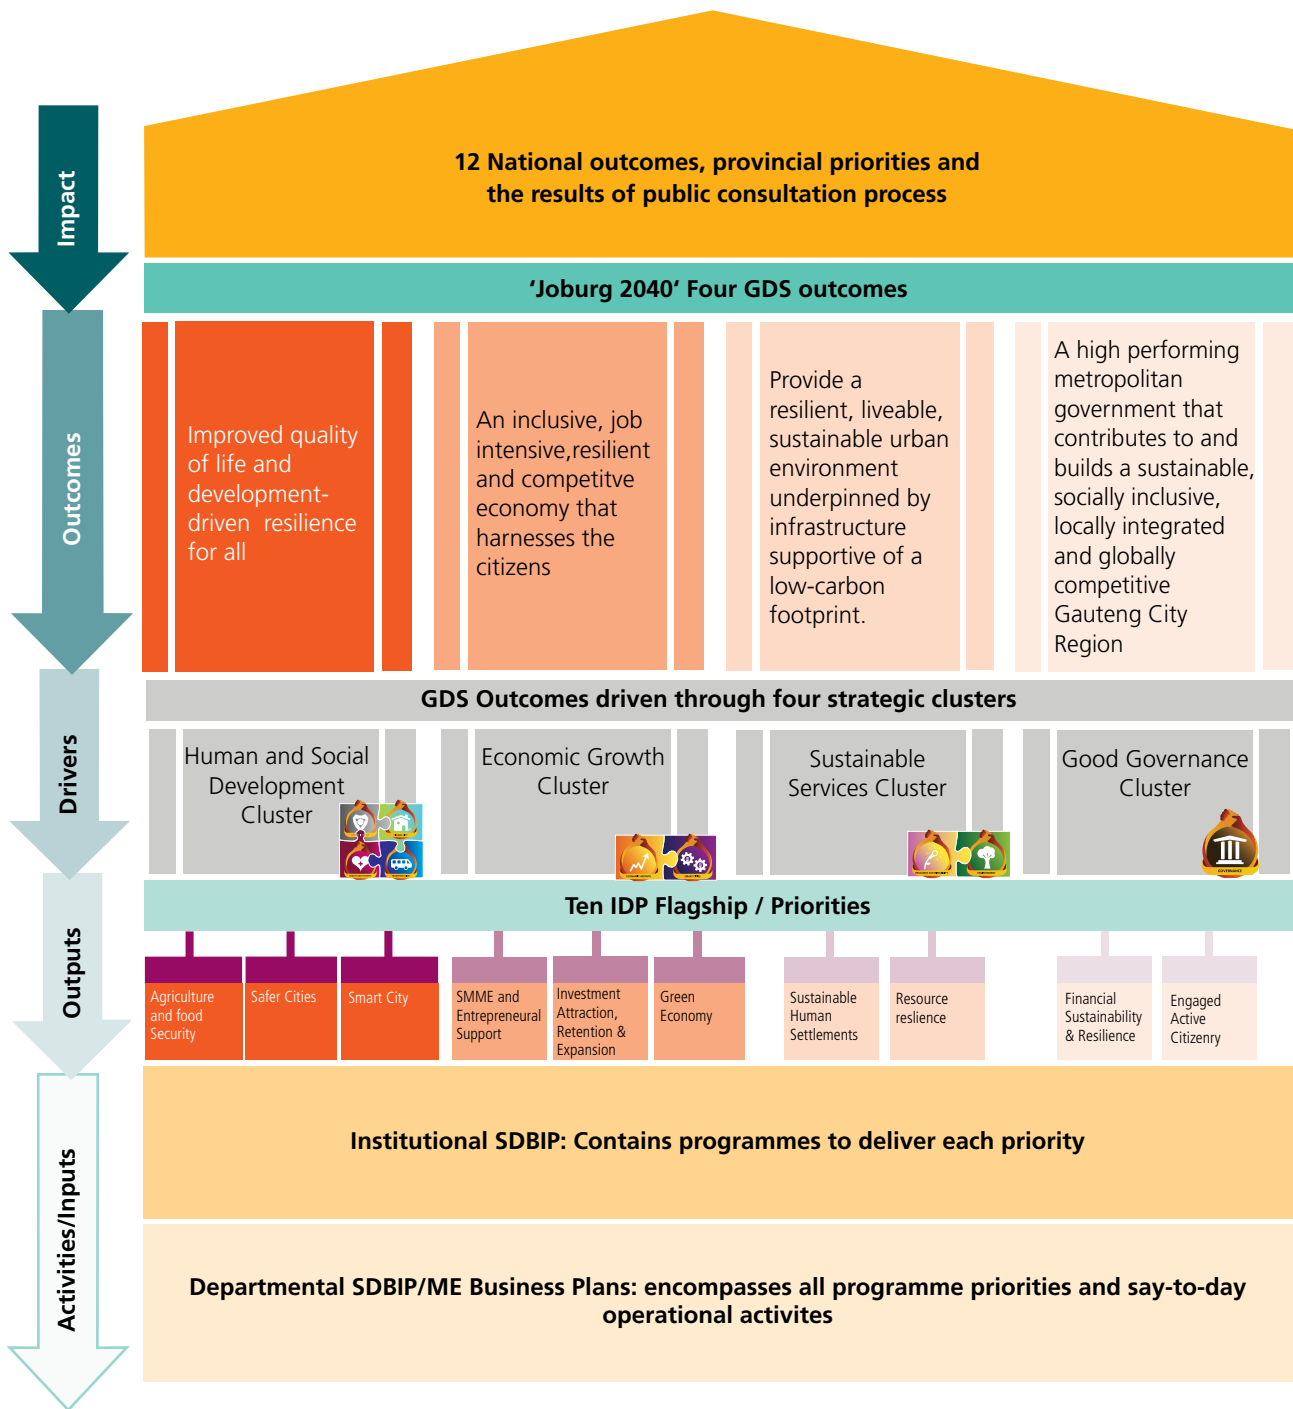 12 National outcomes, provincial priorities and
the results of public consultation process
Impact
‘Joburg 2040‘ Four GDS outcomes
Outcomes
Improved quality
of life and
development-
driven resilience
for all
An inclusive, job
intensive,resilient
and competitve
economy that
harnesses the
citizens
Provide a
resilient, liveable,
sustainable urban
environment
underpinned by
infrastructure
supportive of a
low-carbon
footprint.
A high performing
metropolitan
government that
contributes to and
builds a sustainable,
socially inclusive,
locally integrated
and globally
competitive
Gauteng City
Region
GDS Outcomes driven through four strategic clusters
Drivers
Human and Social
Development
Cluster
Economic Growth
Cluster
Sustainable
Services Cluster
Good Governance
Cluster
GOVERNANCE
Ten IDP Flagship / Priorities
Outputs
Agriculture
and food
Security
Safer Cities
Smart City
SMME and
Entrepreneural
Support
Investment
Attraction,
Retention &
Expansion
Green
Economy
Sustainable
Human
Settlements
Resource
reslience
Financial
Sustainability
& Resilience
Engaged
Active
Citizenry
Activities/Inputs
Institutional SDBIP: Contains programmes to deliver each priority
Departmental SDBIP/ME Business Plans: encompasses all programme priorities and say-to-day
operational activites